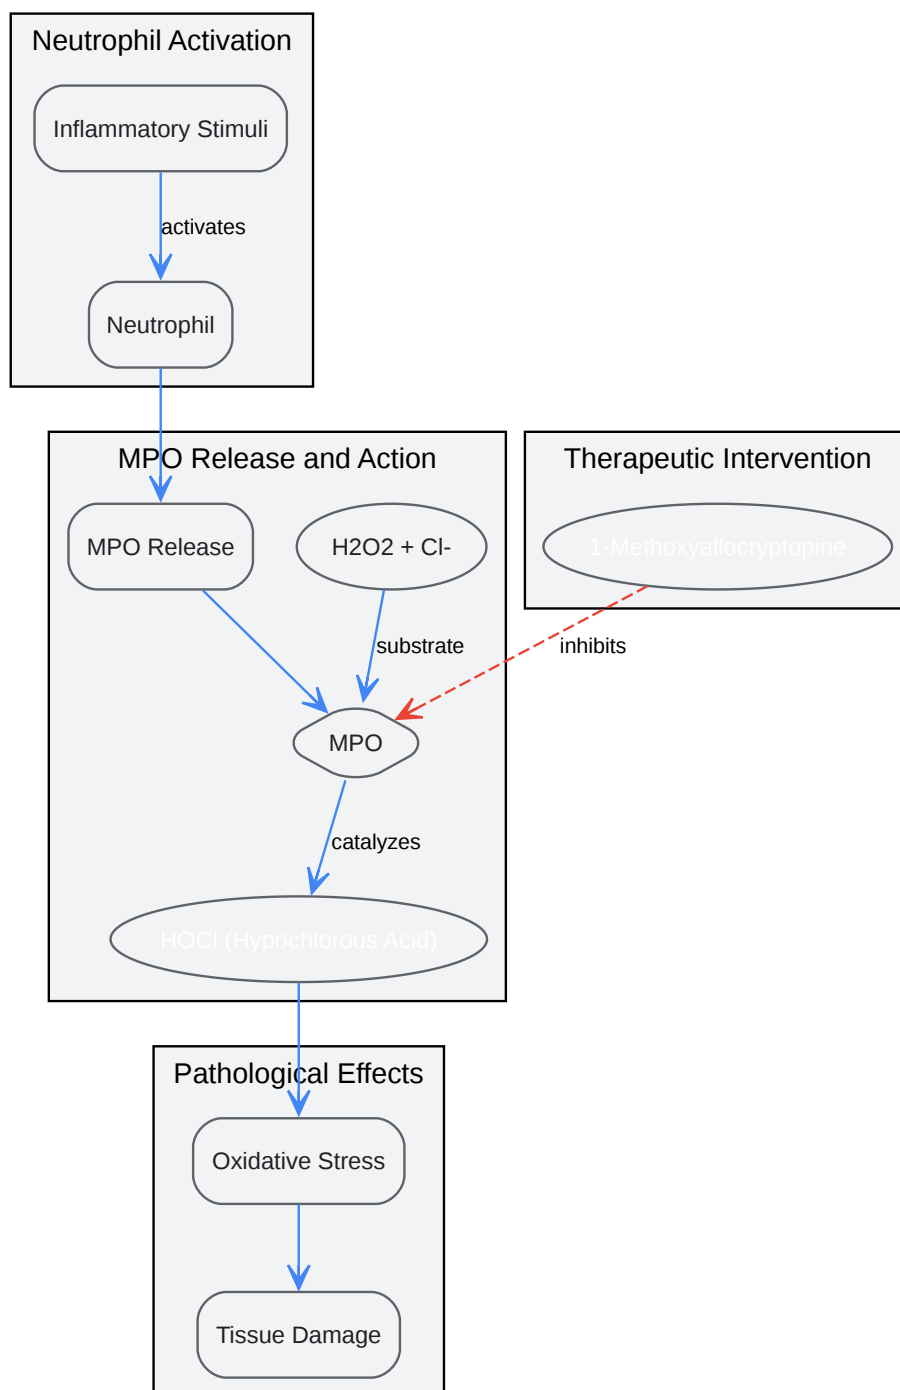 Neutrophil Activation
Inflammatory Stimuli
activates
Neutrophil
MPO Release and Action
Therapeutic Intervention
MPO Release
H2O2 + Cl-
1-Methoxyallocryptopine
substrate
inhibits
MPO
catalyzes
HOCl (Hypochlorous Acid)
Pathological Effects
Oxidative Stress
Tissue Damage